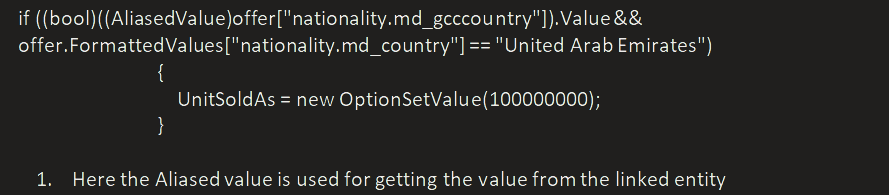 if ((bool)((AliasedValue)offer["nationality.md_gcccountry"]).Value &&
offer.FormattedValues["nationality.md_country"] == "United Arab Emirates")
{
UnitSoldAs = new OptionSetValue(100000000);
}
1. Here the Aliased value is used for getting the value from the linked entity